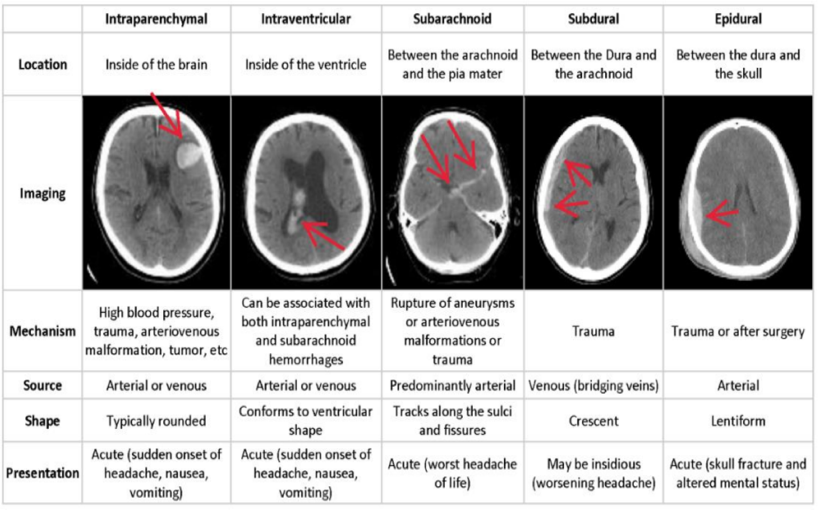 Intraparenchymal Intraventricular Subarachnoid Subdural Epidural
Location
Inside of the brain
Inside of the ventricle
Between the arachnoid
and the pia mater
Between the Dura and
the arachnoid
Between the dura and
the skull
Imaging
Mechanism
High blood pressure,
trauma, arteriovenous
malformation, tumor, etc
Can be associated with
both intraparenchymal
and subarachnoid
hemorrhages
Rupture of aneurysms
or arteriovenous
malformations or
trauma
Trauma
Trauma or after surgery
Source
Arterial or venous
Arterial or venous
Predominantly arterial
Venous (bridging veins)
Arterial
Shape
Typically rounded
Conforms to ventricular
shape
Tracks along the sulci
and fissures
Crescent
Lentiform
Presentation
Acute (sudden onset of
headache, nausea,
vomiting)
Acute (sudden onset of
headache, nausea,
vomiting)
Acute (worst headache
of life)
May be insidious
(worsening headache)
Acute (skull fracture and
altered mental status)